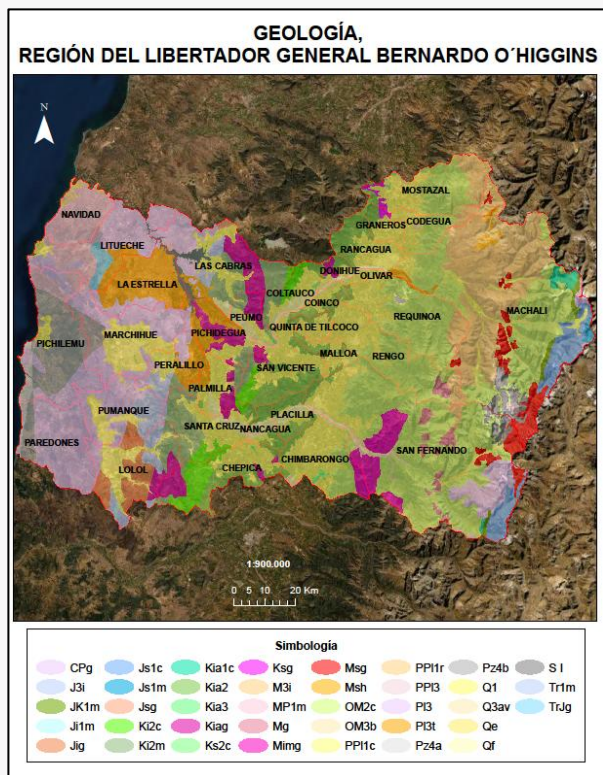 GEOLOGÍA,
REGIÓN DEL LIBERTADOR GENERAL BERNARDO O´HIGGINS
N
MOSTAZAL
NAVIDAD
CODEGUA
GRANEROS
LITUECHE
RANCAGUA
LAS CABRAS
DOÑIHUE
OLIVAR
LA ESTRELLA
COLTAUCO
COINCO
MACHALI
PEUMO
REQUINOA
PICHIDEGUA
QUINTA DE TILCOCO
MARCHIHUE
PICHILEMU
MALLOA
RENGO
PERALILLO
SAN VICENTE
PALMILLA
PUMANQUE
PLACILLA
SANTA CRUZ
NANCAGUA
PAREDONES
SAN FERNANDO
CHIMBARONGO
LOLOL
CHEPICA
1:900.000
0 5 10 20 Km
Simbología
CPg Js1c Kia1c Ksg Msg PPl1r Pz4b S I
J3i Js1m Kia2 M3i Msh PPl3 Q1 Tr1m
JK1m Jsg Kia3 MP1m OM2c Pl3 Q3av TrJg
Ji1m Ki2c Kiag Mg OM3b Pl3t Qe
Jig Ki2m Ks2c Mimg PPl1c Pz4a Qf